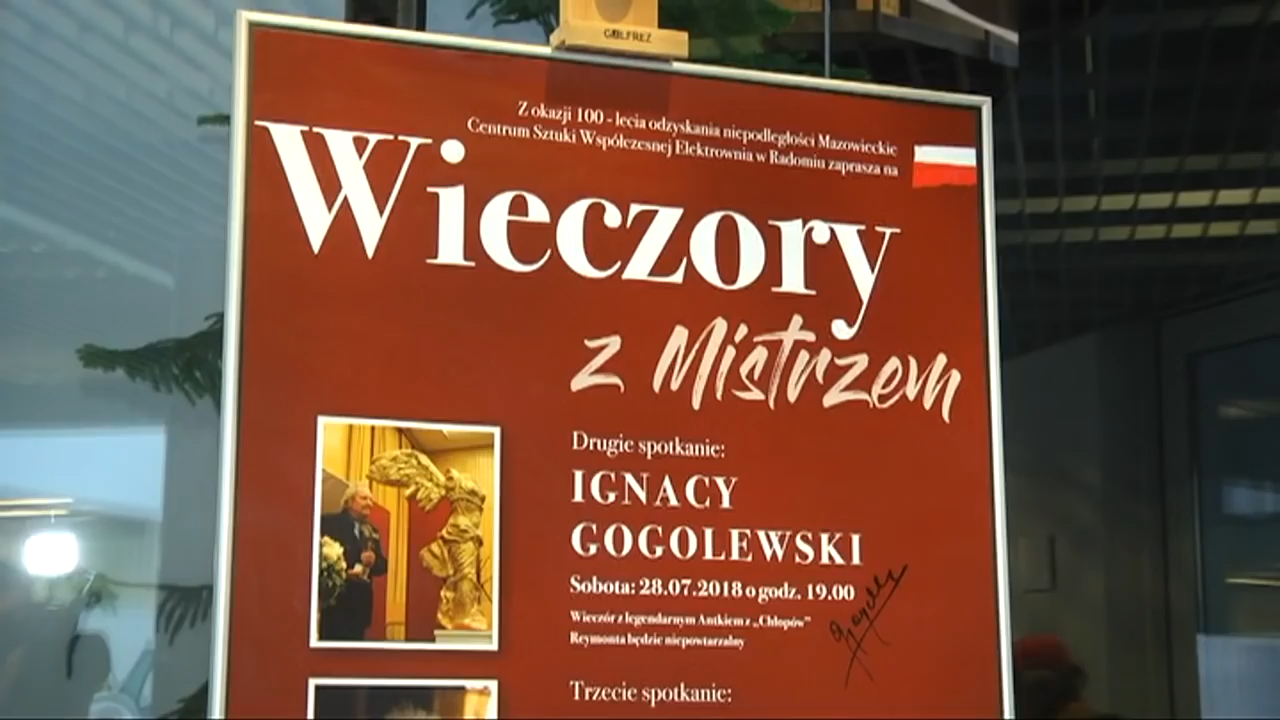 GOLFREZ
Z okazji 100 - lecia odzyskania niepodległości Mazowieckie
Centrum Sztuki Współczesnej Elektrownia w Radomiu zaprasza na
Wieczory
z Mistrzem
Drugie spotkanie:
IGNACY
GOGOLEWSKI
Sobota: 28.07.2018 o godz. 19.00
Wieczór z legendarnym Antkiem z „Chłopów”
Reymonta będzie niepowtarzalny
Trzecie spotkanie: